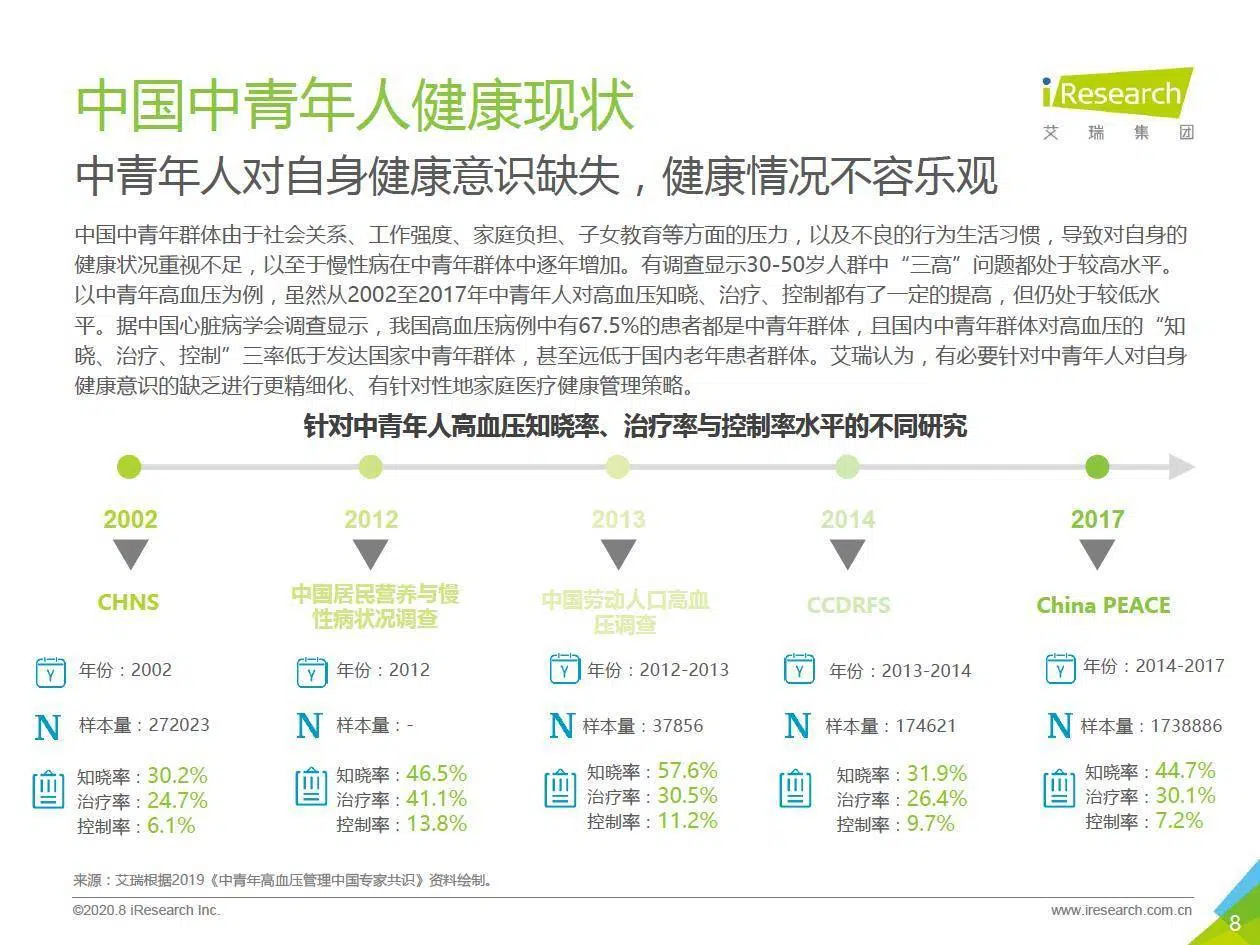 中国中青年人健康现状
iResearch
艾瑞集团
中青年人对自身健康意识缺失，健康情况不容乐观
中国中青年群体由于社会关系、工作强度、家庭负担、子女教育等方面的压力，以及不良的行为生活习惯，导致对自身的
健康状况重视不足，以至于慢性病在中青年群体中逐年增加。有调查显示30-50岁人群中“三高”问题都处于较高水平。
以中青年高血压为例，虽然从2002至2017年中青年人对高血压知晓、治疗、控制都有了一定的提高，但仍处于较低水
平。据中国心脏病学会调查显示，我国高血压病例中有67.5%的患者都是中青年群体，且国内中青年群体对高血压的“知
晓、治疗、控制”三率低于发达国家中青年群体，甚至远低于国内老年患者群体。艾瑞认为，有必要针对中青年人对自身
健康意识的缺乏进行更精细化、有针对性地家庭医疗健康管理策略。
针对中青年人高血压知晓率、治疗率与控制率水平的不同研究
2002
CHNS
Y 年份：2002
N 样本量：272023
知晓率：30.2%
治疗率：24.7%
控制率：6.1%
2012
中国居民营养与慢
性病状况调查
Y 年份：2012
N 样本量：-
知晓率：46.5%
治疗率：41.1%
控制率：13.8%
2013
中国劳动人口高血
压调查
Y 年份：2012-2013
N 样本量：37856
知晓率：57.6%
治疗率：30.5%
控制率：11.2%
2014
CCDRFS
Y 年份：2013-2014
N 样本量：174621
知晓率：31.9%
治疗率：26.4%
控制率：9.7%
2017
China PEACE
Y 年份：2014-2017
N 样本量：1738886
知晓率：44.7%
治疗率：30.1%
控制率：7.2%
来源：艾瑞根据2019《中青年高血压管理中国专家共识》资料绘制。
©2020.8 iResearch Inc.
www.iresearch.com.cn
8